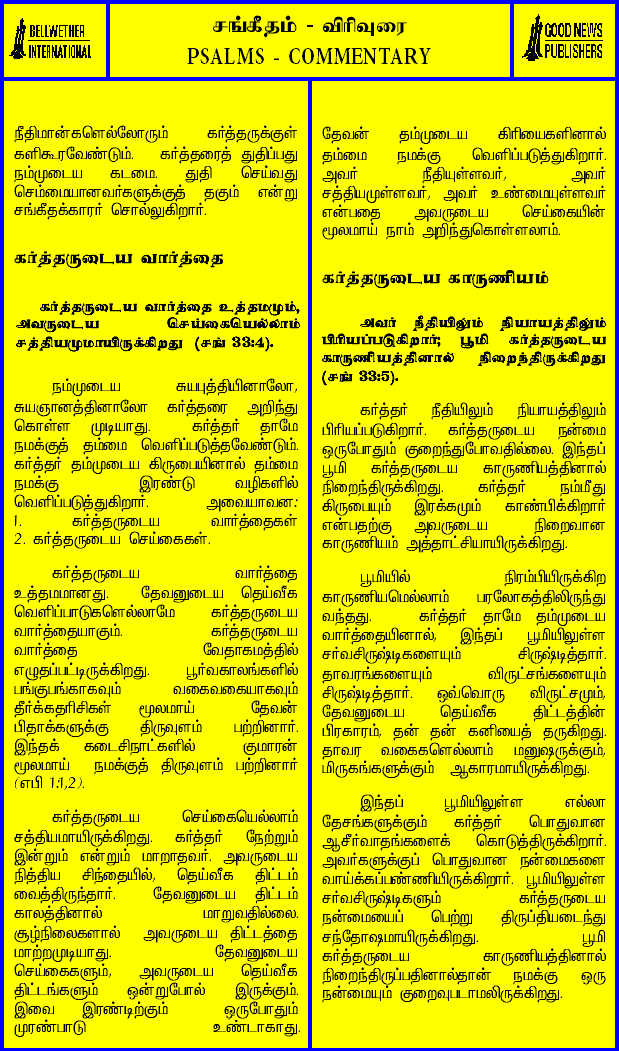 BELLWETHER
INTERNATIONAL
சங்கீதம் - விரிவுரை
PSALMS - COMMENTARY
GOOD NEWS
PUBLISHERS
நீதிமான்களெல்லோரும் கர்த்தருக்குள்
களிகூரவேண்டும். கர்த்தரைத் துதிப்பது
நம்முடைய கடமை. துதி செய்வது
செம்மையானவர்களுக்குத் தகும் என்று
சங்கீதக்காரர் சொல்லுகிறார்.
கர்த்தருடைய வார்த்தை
கர்த்தருடைய வார்த்தை உத்தமமும்,
அவருடைய செய்கையெல்லாம்
சத்தியமுமாயிருக்கிறது (சங் 33:4).
நம்முடைய சுயபுத்தியினாலோ,
சுயஞானத்தினாலோ கர்த்தரை அறிந்து
கொள்ள முடியாது. கர்த்தர் தாமே
நமக்குத் தம்மை வெளிப்படுத்தவேண்டும்.
கர்த்தர் தம்முடைய கிருபையினால் தம்மை
நமக்கு இரண்டு வழிகளில்
வெளிப்படுத்துகிறார். அவையாவன:
1. கர்த்தருடைய வார்த்தைகள்
2. கர்த்தருடைய செய்கைகள்.
கர்த்தருடைய வார்த்தை
உத்தமமானது. தேவனுடைய தெய்வீக
வெளிப்பாடுகளெல்லாமே கர்த்தருடைய
வார்த்தையாகும். கர்த்தருடைய
வார்த்தை வேதாகமத்தில்
எழுதப்பட்டிருக்கிறது. பூர்வகாலங்களில்
பங்குபங்காகவும் வகைவகையாகவும்
தீர்க்கதரிசிகள் மூலமாய் தேவன்
பிதாக்களுக்கு திருவுளம் பற்றினார்.
இந்தக் கடைசிநாட்களில் குமாரன்
மூலமாய் நமக்குத் திருவுளம் பற்றினார்
(எபி 1:1,2).
கர்த்தருடைய செய்கையெல்லாம்
சத்தியமாயிருக்கிறது. கர்த்தர் நேற்றும்
இன்றும் என்றும் மாறாதவர். அவருடைய
நித்திய சிந்தையில், தெய்வீக திட்டம்
வைத்திருந்தார். தேவனுடைய திட்டம்
காலத்தினால் மாறுவதில்லை.
சூழ்நிலைகளால் அவருடைய திட்டத்தை
மாற்றமுடியாது. தேவனுடைய
செய்கைகளும், அவருடைய தெய்வீக
திட்டங்களும் ஒன்றுபோல் இருக்கும்.
இவை இரண்டிற்கும் ஒருபோதும்
முரண்பாடு உண்டாகாது.
தேவன் தம்முடைய கிரியைகளினால்
தம்மை நமக்கு வெளிப்படுத்துகிறார்.
அவர் நீதியுள்ளவர், அவர்
சத்தியமுள்ளவர், அவர் உண்மையுள்ளவர்
என்பதை அவருடைய செய்கையின்
மூலமாய் நாம் அறிந்துகொள்ளலாம்.
கர்த்தருடைய காருணியம்
அவர் நீதியிலும் நியாயத்திலும்
பிரியப்படுகிறார்; பூமி கர்த்தருடைய
காருணியத்தினால் நிறைந்திருக்கிறது
(சங் 33:5).
கர்த்தர் நீதியிலும் நியாயத்திலும்
பிரியப்படுகிறார். கர்த்தருடைய நன்மை
ஒருபோதும் குறைந்துபோவதில்லை. இந்தப்
பூமி கர்த்தருடைய காருணியத்தினால்
நிறைந்திருக்கிறது. கர்த்தர் நம்மீது
கிருபையும் இரக்கமும் காண்பிக்கிறார்
என்பதற்கு அவருடைய நிறைவான
காருணியம் அத்தாட்சியாயிருக்கிறது.
பூமியில் நிரம்பியிருக்கிற
காருணியமெல்லாம் பரலோகத்திலிருந்து
வந்தது. கர்த்தர் தாமே தம்முடைய
வார்த்தையினால், இந்தப் பூமியிலுள்ள
சர்வசிருஷ்டிகளையும் சிருஷ்டித்தார்.
தாவரங்களையும் விருட்சங்களையும்
சிருஷ்டித்தார். ஒவ்வொரு விருட்சமும்,
தேவனுடைய தெய்வீக திட்டத்தின்
பிரகாரம், தன் தன் கனியைத் தருகிறது.
தாவர வகைகளெல்லாம் மனுஷருக்கும்,
மிருகங்களுக்கும் ஆகாரமாயிருக்கிறது.
இந்தப் பூமியிலுள்ள எல்லா
தேசங்களுக்கும் கர்த்தர் பொதுவான
ஆசீர்வாதங்களைக் கொடுத்திருக்கிறார்.
அவர்களுக்குப் பொதுவான நன்மைகளை
வாய்க்கப்பண்ணியிருக்கிறார். பூமியிலுள்ள
சர்வசிருஷ்டிகளும் கர்த்தருடைய
நன்மையைப் பெற்று திருப்தியடைந்து
சந்தோஷமாயிருக்கிறது. பூமி
கர்த்தருடைய காருணியத்தினால்
நிறைந்திருப்பதினால்தான் நமக்கு ஒரு
நன்மையும் குறைவுபடாமலிருக்கிறது.